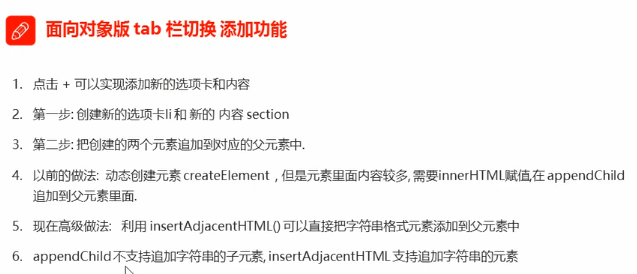 面向对象版 tab 栏切换 添加功能
1. 点击 + 可以实现添加新的选项卡和内容
2. 第一步: 创建新的选项卡li 和 新的 内容 section
3. 第二步: 把创建的两个元素追加到对应的父元素中.
4. 以前的做法: 动态创建元素 createElement , 但是元素里面内容较多, 需要innerHTML赋值,在 appendChild
追加到父元素里面.
5. 现在高级做法: 利用 insertAdjacentHTML() 可以直接把字符串格式元素添加到父元素中
6. appendChild 不支持追加字符串的子元素, insertAdjacentHTML 支持追加字符串的元素